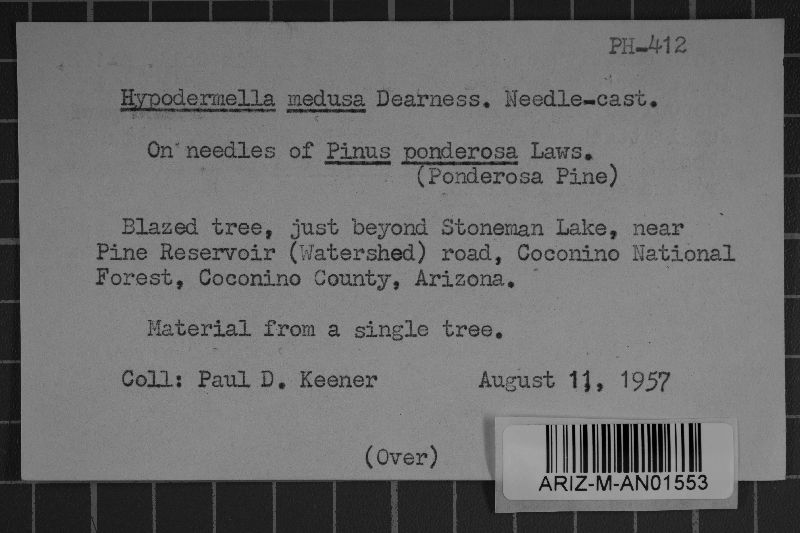 PH-412
Hypodermella medusa Dearness. Needle-cast.
On needles of Pinus ponderosa Laws.
(Ponderosa Pine)
Blazed tree, just beyond Stoneman Lake, near
Pine Reservoir (Watershed) road, Coconino National
Forest, Coconino County, Arizona.
Material from a single tree.
Coll: Paul D. Keener August 11, 1957
(Over)
ARIZ-M-AN01553